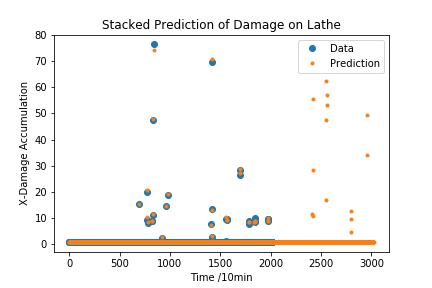 Stacked Prediction of Damage on Lathe
80
70
60
50
40
30
20
10
0
X-Damage Accumulation
Data
Prediction
0 500 1000 1500 2000 2500 3000
Time /10min